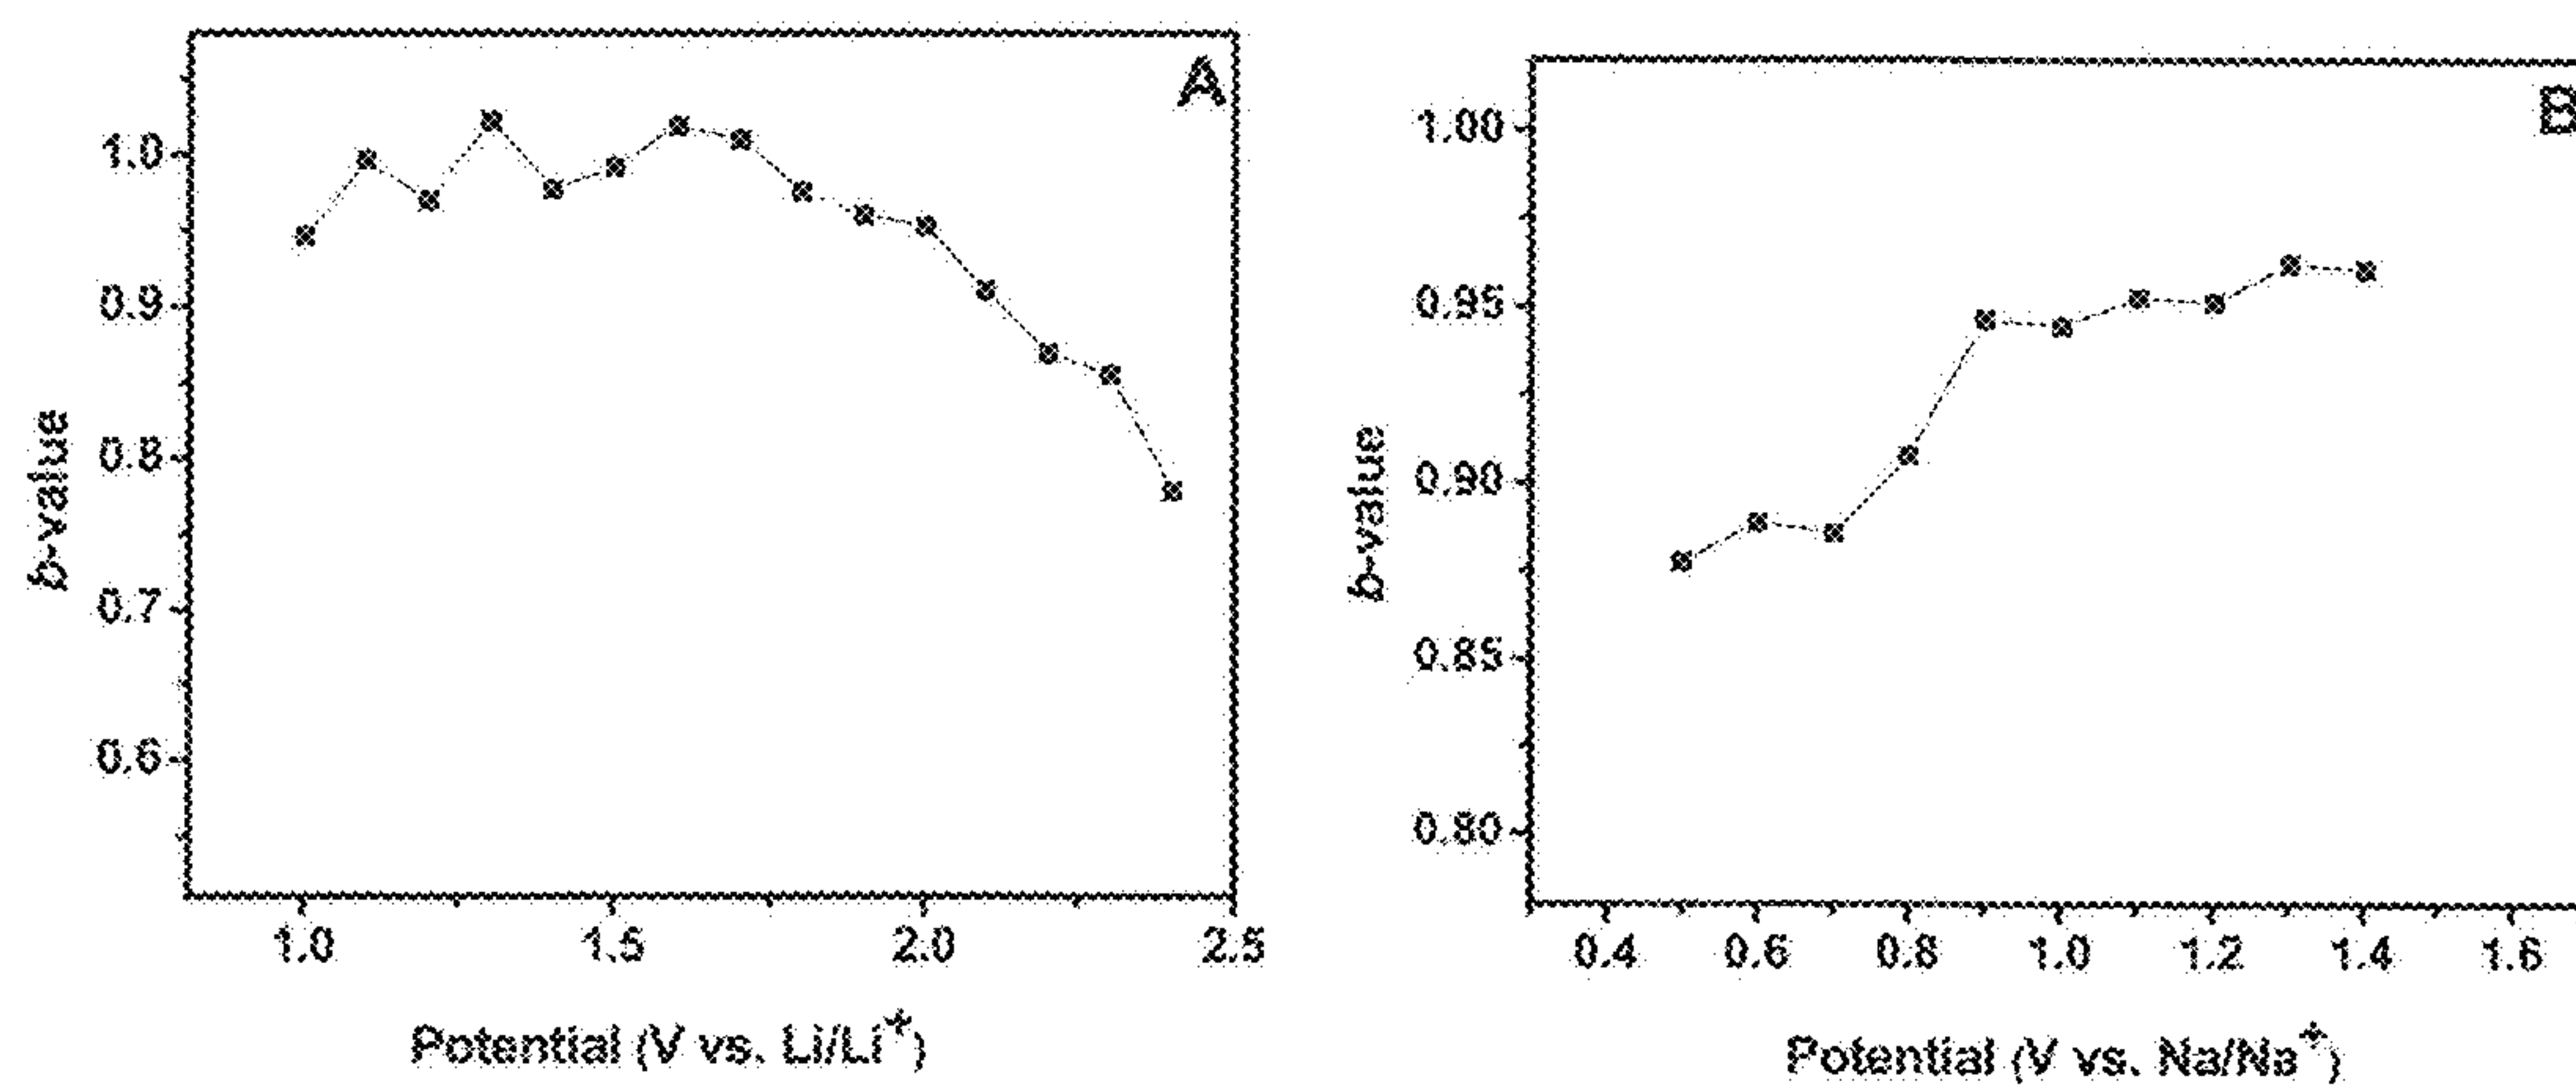 A
1.0
0.9
0.8
0.7
0.6
b-value
1.0 1.5 2.0 2.5
Potential (V vs. Li/Li+)
B
1.00
0.95
0.90
0.85
0.80
b-value
0.4 0.6 0.8 1.0 1.2 1.4 1.6
Potential (V vs. Na/Na+)